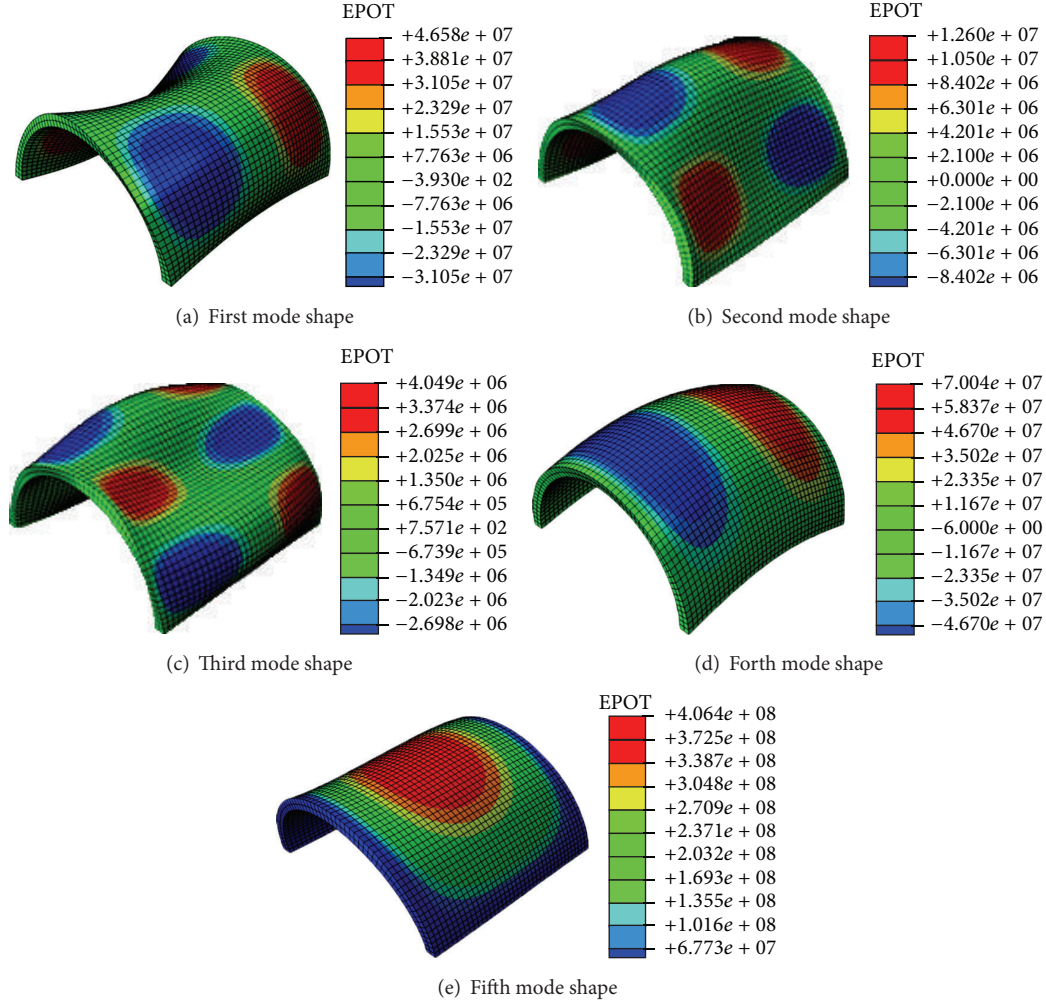 EPOT
+4.658e + 07
+3.881e + 07
+3.105e + 07
+2.329e + 07
+1.553e + 07
+7.763e + 06
−3.930e + 02
−7.763e + 06
−1.553e + 07
−2.329e + 07
−3.105e + 07
(a) First mode shape
EPOT
+1.260e + 07
+1.050e + 07
+8.402e + 06
+6.301e + 06
+4.201e + 06
+2.100e + 06
+0.000e + 00
−2.100e + 06
−4.201e + 06
−6.301e + 06
−8.402e + 06
(b) Second mode shape
EPOT
+4.049e + 06
+3.374e + 06
+2.699e + 06
+2.025e + 06
+1.350e + 06
+6.754e + 05
+7.571e + 02
−6.739e + 05
−1.349e + 06
−2.023e + 06
−2.698e + 06
(c) Third mode shape
EPOT
+7.004e + 07
+5.837e + 07
+4.670e + 07
+3.502e + 07
+2.335e + 07
+1.167e + 07
−6.000e + 00
−1.167e + 07
−2.335e + 07
−3.502e + 07
−4.670e + 07
(d) Forth mode shape
EPOT
+4.064e + 08
+3.725e + 08
+3.387e + 08
+3.048e + 08
+2.709e + 08
+2.371e + 08
+2.032e + 08
+1.693e + 08
+1.355e + 08
+1.016e + 08
+6.773e + 07
(e) Fifth mode shape